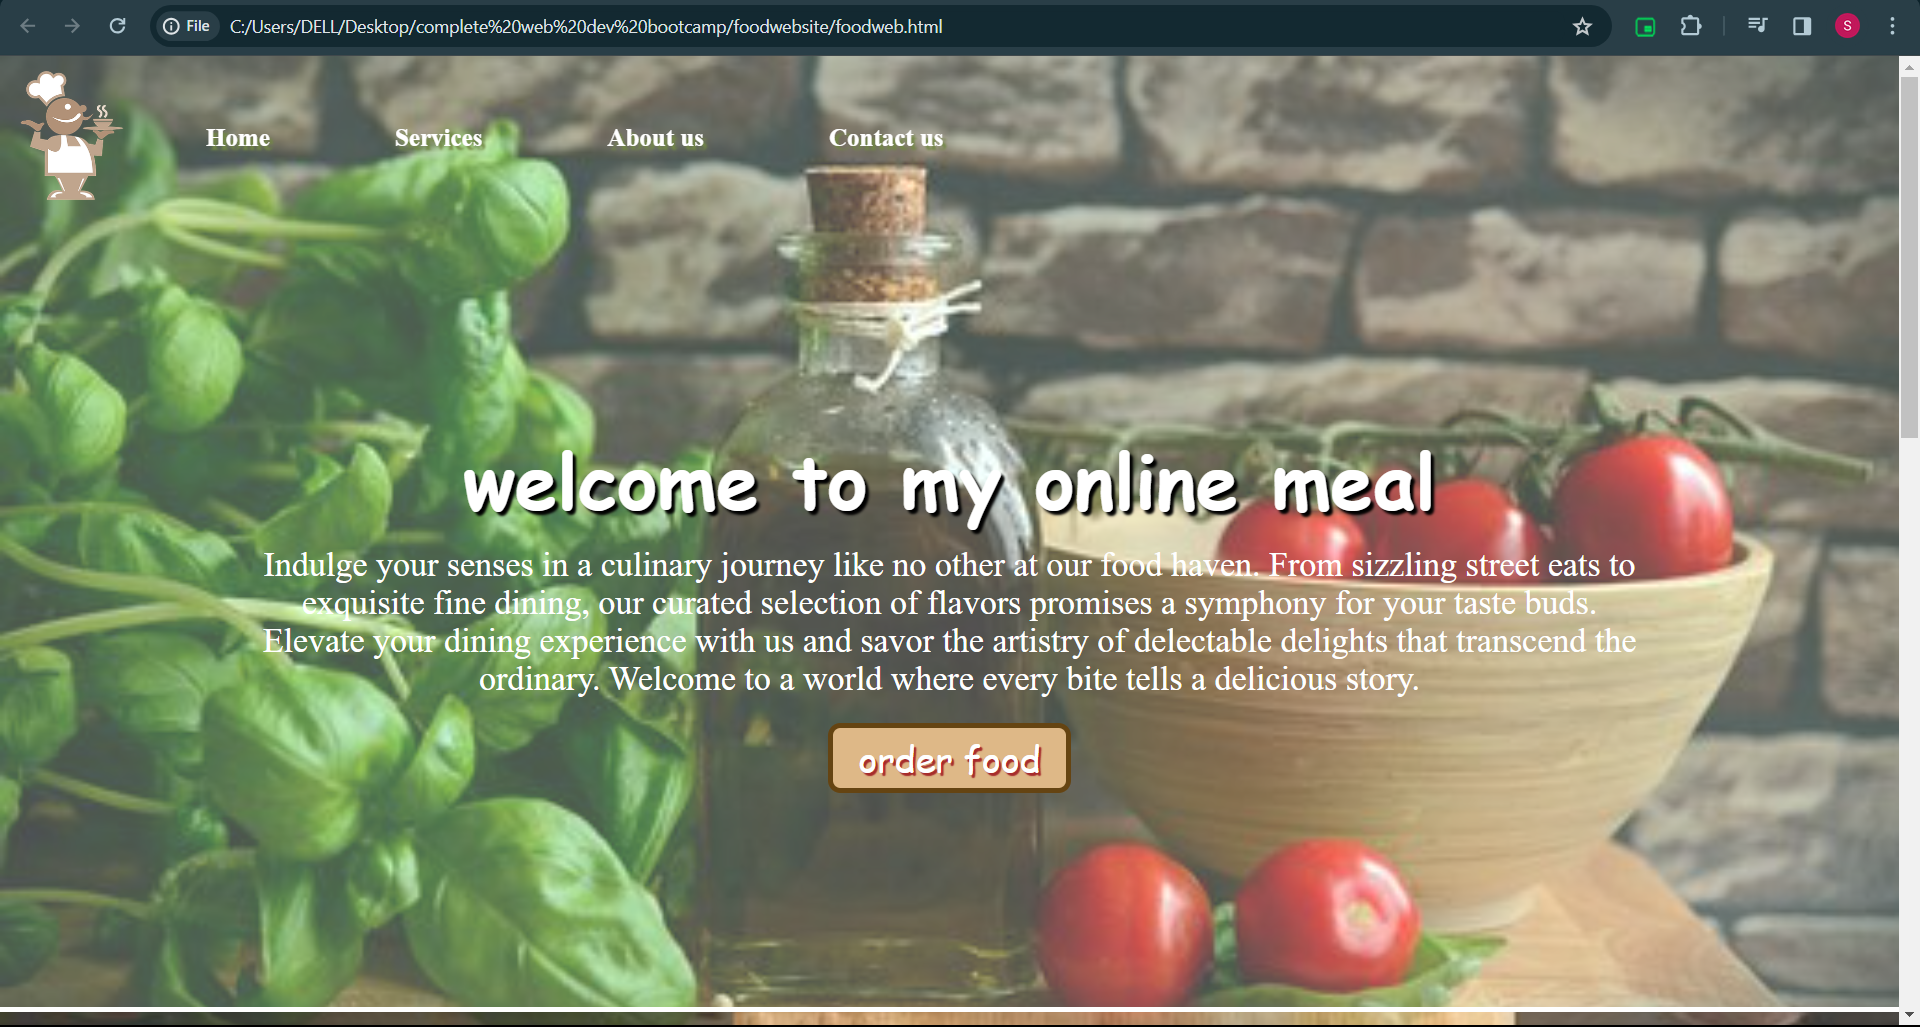 File C:/Users/DELL/Desktop/complete%20web%20dev%20bootcamp/foodwebsite/foodweb.html
S
Home Services About us Contact us
welcome to my online meal
Indulge your senses in a culinary journey like no other at our food haven. From sizzling street eats to
exquisite fine dining, our curated selection of flavors promises a symphony for your taste buds.
Elevate your dining experience with us and savor the artistry of delectable delights that transcend the
ordinary. Welcome to a world where every bite tells a delicious story.
order food